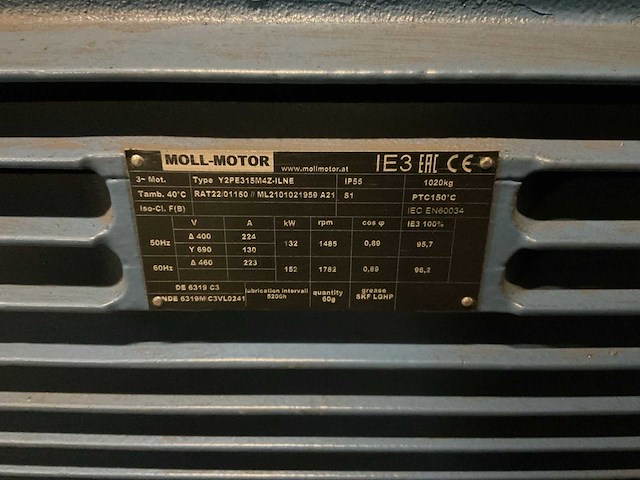 MOLL-MOTOR www.mollmotor.at IE3 EAC CE
3~ Mot. Type Y2PE315M4Z-ILNE IP55 1020kg
Tamb. 40°C RAT22/01150 // ML2101021959 A21 S1 PTC150°C
Iso-Cl. F(B) IEC EN60034
V A kW rpm cos φ IE3 100%
50Hz Δ 400 224 132 1485 0,89 95,7
Y 690 130
60Hz Δ 460 223 152 1782 0,89 96,2
DE 6319 C3 lubrication intervall quantity grease
NDE 6319M C3VL0241 5200h 60g SKF LGHP